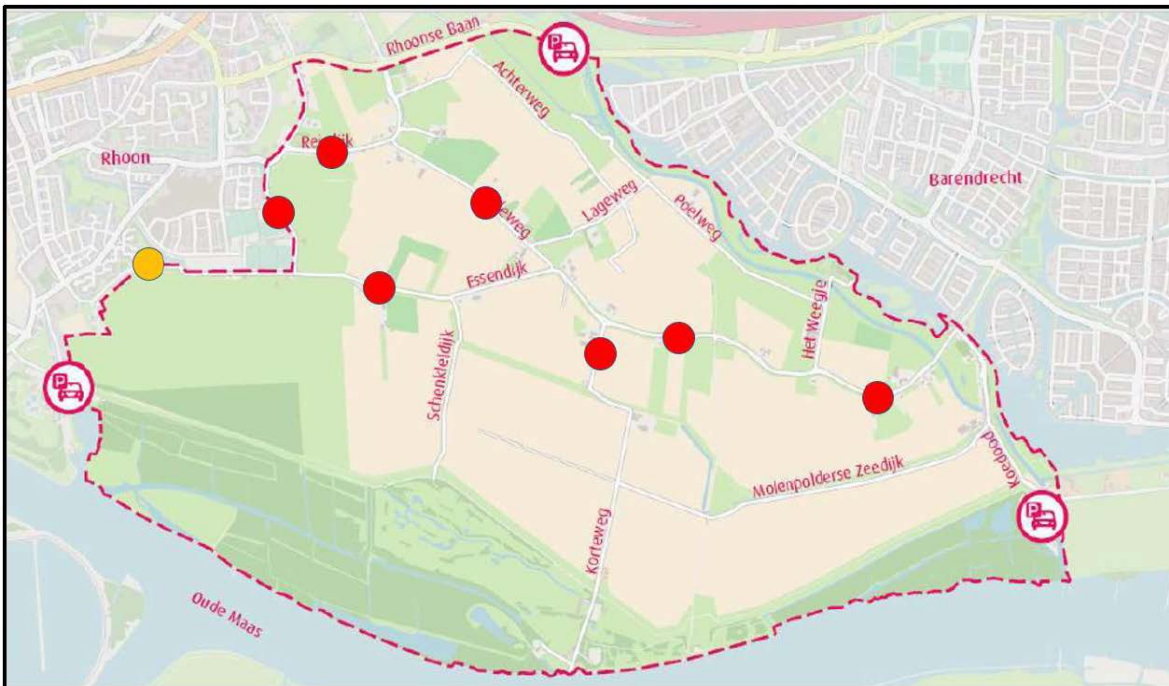 Rhoonse Baan
P
Achterweg
Rhoon
Barendrecht
Lageweg
Poelweg
Essendijk
Het Weegje
P
Schenkeldijk
Molenpolderse Zeedijk
Koedood
P
Korteweg
Oude Maas